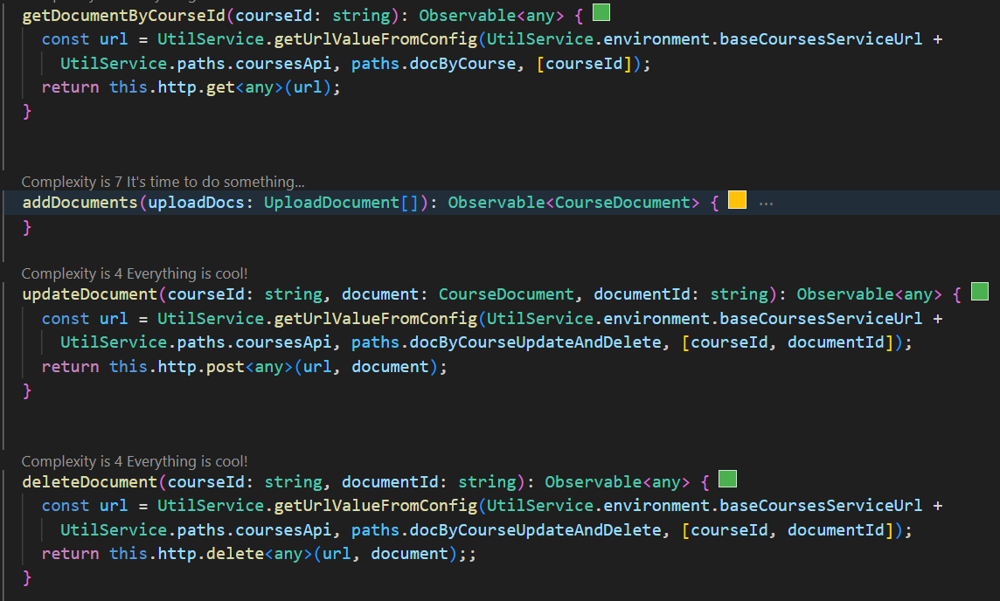 getDocumentByCourseId(courseId: string): Observable<any> {
const url = UtilService.getUrlValueFromConfig(UtilService.environment.baseCoursesServiceUrl +
UtilService.paths.coursesApi, paths.docByCourse, [courseId]);
return this.http.get<any>(url);
}
Complexity is 7 It's time to do something...
addDocuments(uploadDocs: UploadDocument[]): Observable<CourseDocument> { ...
}
Complexity is 4 Everything is cool!
updateDocument(courseId: string, document: CourseDocument, documentId: string): Observable<any> {
const url = UtilService.getUrlValueFromConfig(UtilService.environment.baseCoursesServiceUrl +
UtilService.paths.coursesApi, paths.docByCourseUpdateAndDelete, [courseId, documentId]);
return this.http.post<any>(url, document);
}
Complexity is 4 Everything is cool!
deleteDocument(courseId: string, documentId: string): Observable<any> {
const url = UtilService.getUrlValueFromConfig(UtilService.environment.baseCoursesServiceUrl +
UtilService.paths.coursesApi, paths.docByCourseUpdateAndDelete, [courseId, documentId]);
return this.http.delete<any>(url, document);;
}